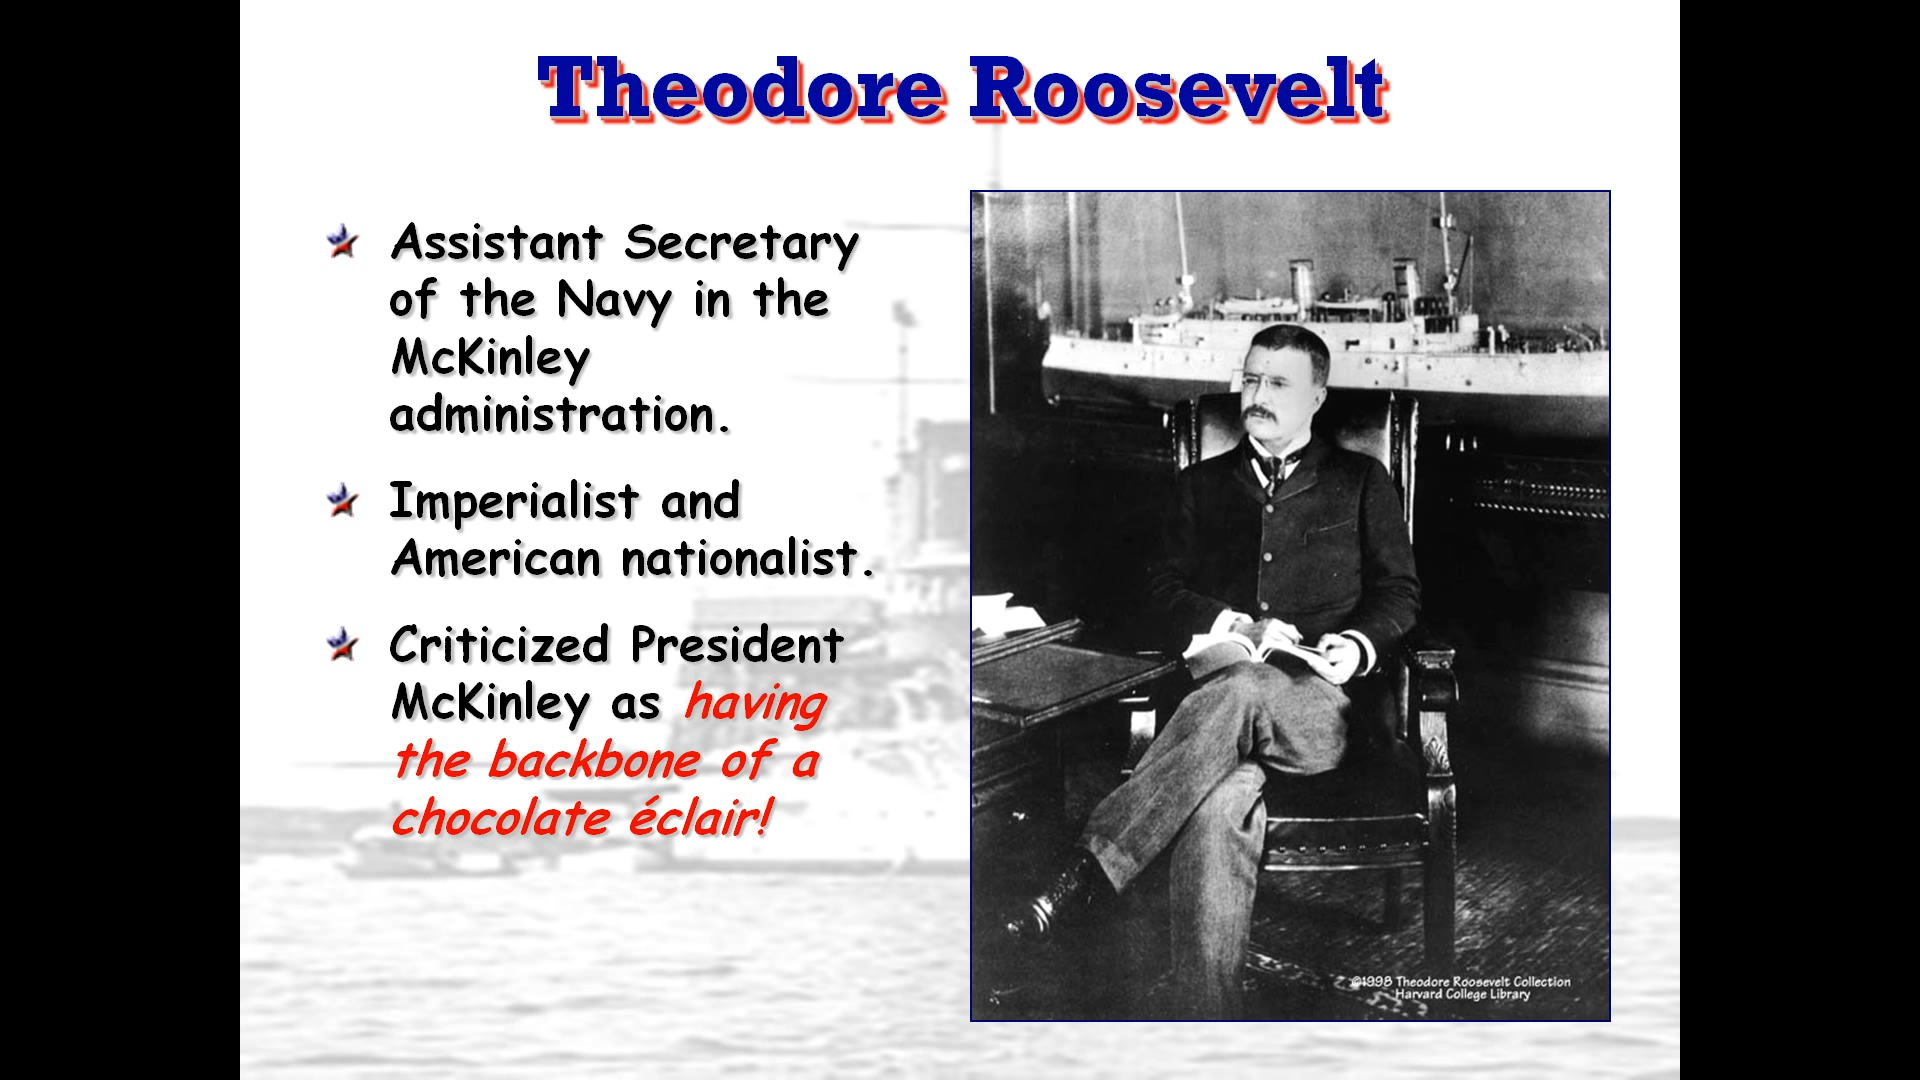 Theodore Roosevelt
Assistant Secretary
of the Navy in the
McKinley
administration.
Imperialist and
American nationalist.
Criticized President
McKinley as having
the backbone of a
chocolate éclair!
©1998 Theodore Roosevelt Collection
Harvard College Library